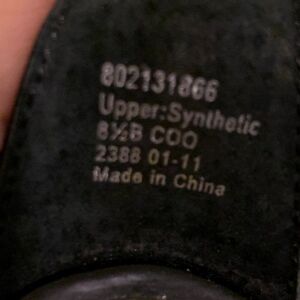 802131866
Upper:Synthetic
8½B COO
2388 01-11
Made in China